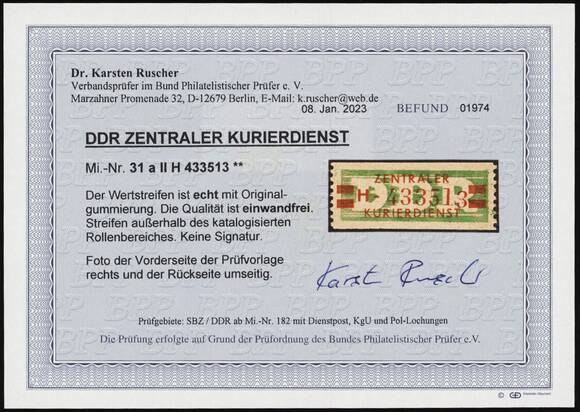 Dr. Karsten Ruscher
Verbandsprüfer im Bund Philatelistischer Prüfer e. V.
Marzahner Promenade 32, D-12679 Berlin, E-Mail: k.ruscher@web.de
08. Jan. 2023 BEFUND 01974
DDR ZENTRALER KURIERDIENST
Mi.-Nr. 31 a II H 433513 **
ZENTRALER
H 433513
KURIERDIENST
Der Wertstreifen ist echt mit Original-
gummierung. Die Qualität ist einwandfrei.
Streifen außerhalb des katalogisierten
Rollenbereiches. Keine Signatur.
Foto der Vorderseite der Prüfvorlage
rechts und der Rückseite umseitig.
Karsten Ruscher
Prüfgebiete: SBZ / DDR ab Mi.-Nr. 182 mit Dienstpost, KgU und Pol-Lochungen
Die Prüfung erfolgte auf Grund der Prüfordnung des Bundes Philatelistischer Prüfer e.V.